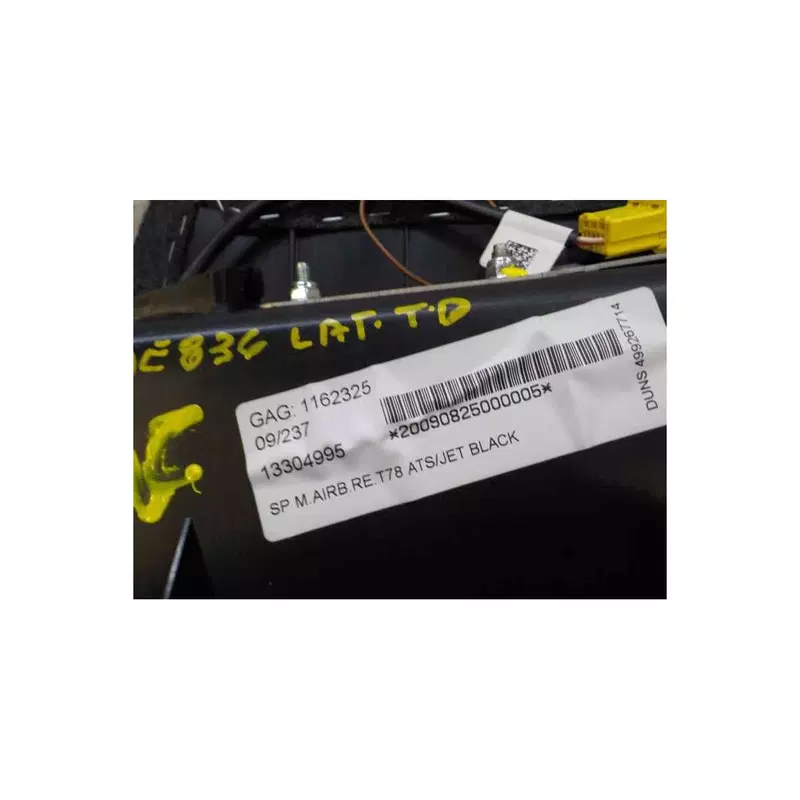 E836 LAT. T.D
GAG: 1162325
09/237
13304995
*20090825000005*
SP M.AIRB.RE.T78 ATS/JET BLACK
DUNS 499267714